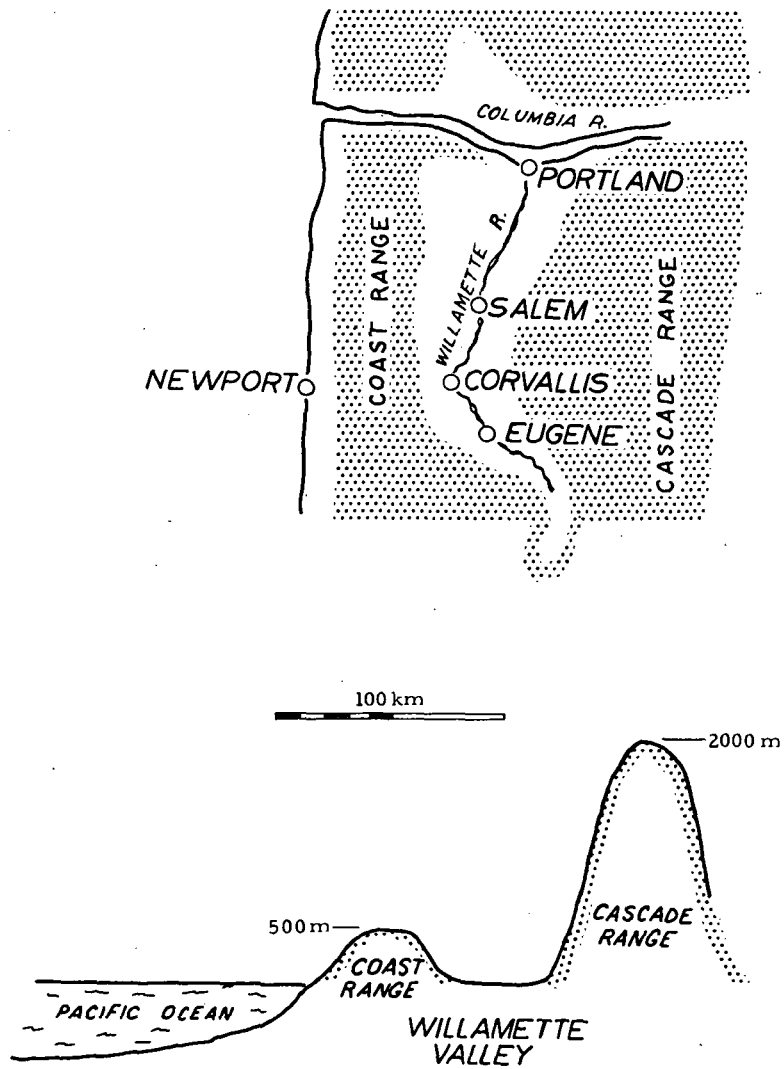 COLUMBIA R.
PORTLAND
COAST RANGE
WILLAMETTE R.
SALEM
CASCADE RANGE
NEWPORT
CORVALLIS
EUGENE
100 km
2000 m
500 m
CASCADE
RANGE
COAST
RANGE
PACIFIC OCEAN
WILLAMETTE
VALLEY